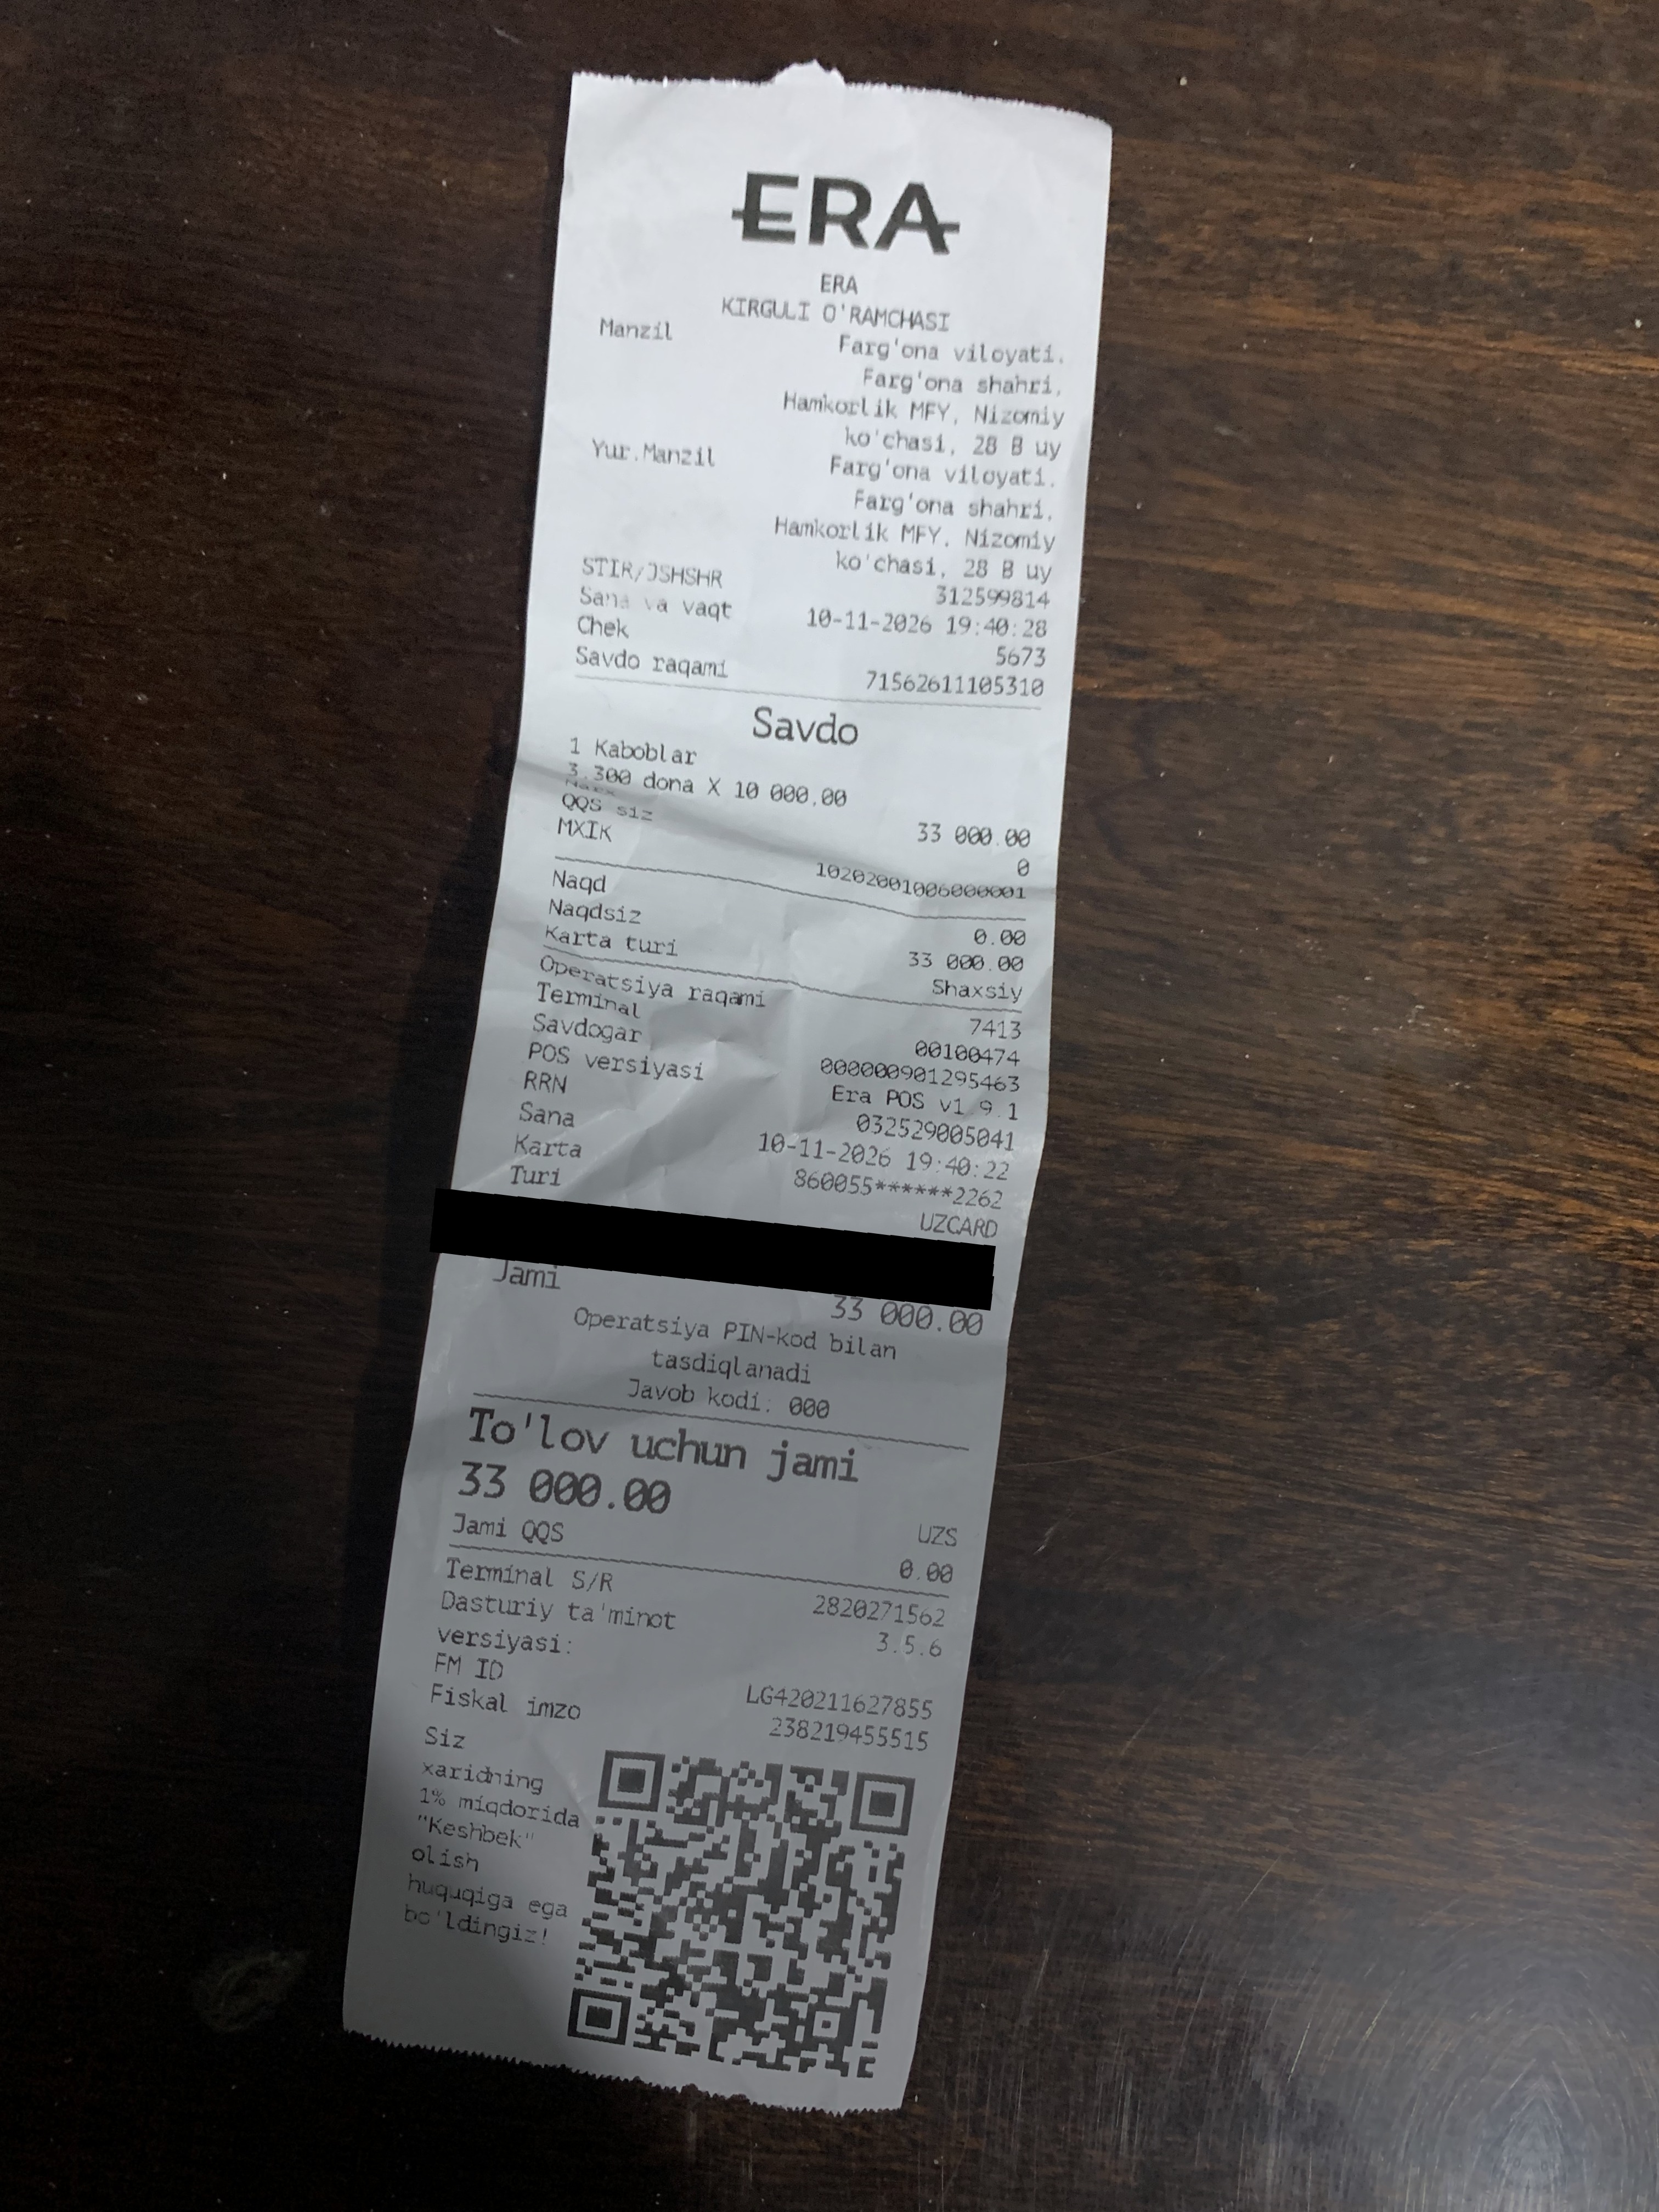 ERA
ERA
KIRGULI O'RAMCHASI
Manzil Farg'ona viloyati,
Farg'ona shahri,
Hamkorlik MFY, Nizomiy
ko'chasi, 28 B uy
Yur.Manzil Farg'ona viloyati,
Farg'ona shahri,
Hamkorlik MFY, Nizomiy
ko'chasi, 28 B uy
STIR/JSHSHR 312599814
Sana va vaqt 10-11-2026 19:40:28
Chek 5673
Savdo raqami 71562611105310
Savdo
1 Kaboblar
3.300 dona X 10 000,00
Narx 33 000.00
QQS siz 0
MXIK 10202001006000001
Naqd 0.00
Naqdsiz 33 000.00
Karta turi Shaxsiy
Operatsiya raqami 7413
Terminal 00100474
Savdogar 000000901295463
POS versiyasi Era POS v1.9.1
RRN 032529005041
Sana 10-11-2026 19:40:22
Karta 860055******2262
Turi UZCARD
Jami 33 000.00
Operatsiya PIN-kod bilan
tasdiqlanadi
Javob kodi: 000
To'lov uchun jami
33 000.00
UZS
Jami QQS 0.00
Terminal S/R 2820271562
Dasturiy ta'minot 3.5.6
versiyasi:
FM ID LG420211627855
Fiskal imzo 238219455515
Siz
xaridning
1% miqdorida
"Keshbek"
olish
huquqiga ega
bo'ldingiz!